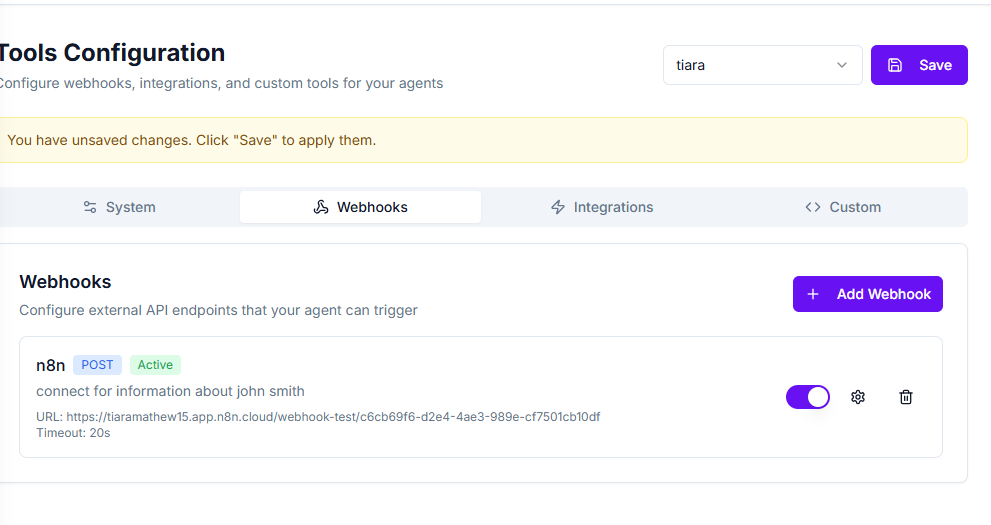 Tools Configuration
Configure webhooks, integrations, and custom tools for your agents
tiara
Save
You have unsaved changes. Click "Save" to apply them.
System
Webhooks
Integrations
Custom
Webhooks
Configure external API endpoints that your agent can trigger
Add Webhook
n8n POST Active
connect for information about john smith
URL: https://tiaramathew15.app.n8n.cloud/webhook-test/c6cb69f6-d2e4-4ae3-989e-cf7501cb10df
Timeout: 20s